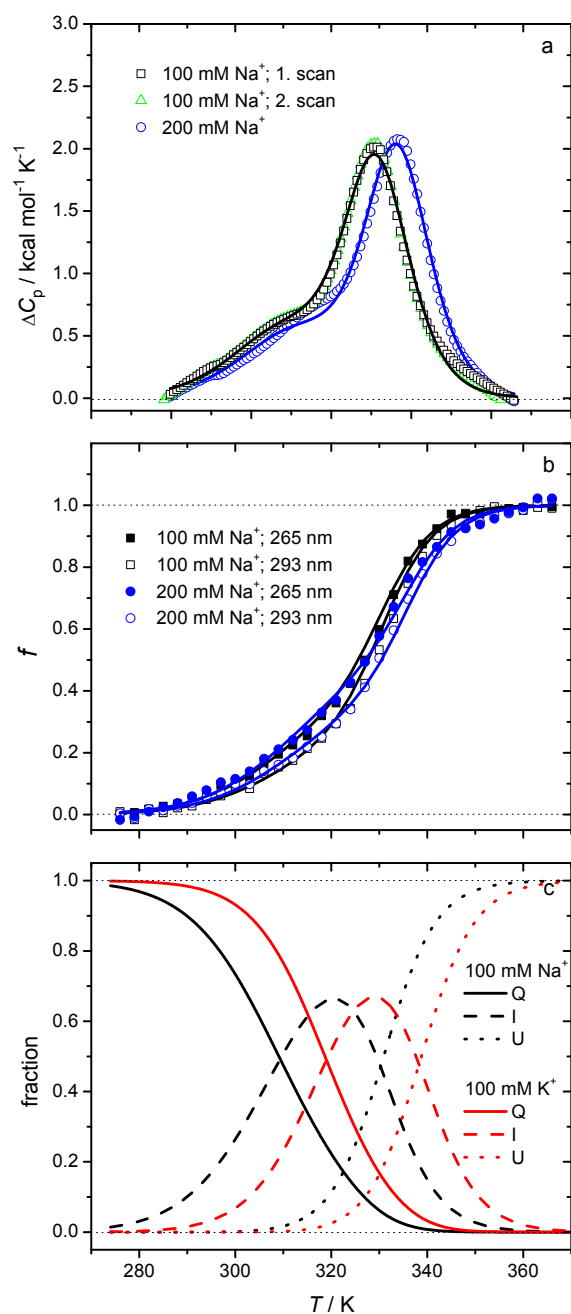 3.0
a
100 mM Na⁺; 1. scan
2.5
100 mM Na⁺; 2. scan
200 mM Na⁺
2.0
1.5
1.0
0.5
0.0
ΔCp / kcal mol⁻¹ K⁻¹
b
1.0
100 mM Na⁺; 265 nm
100 mM Na⁺; 293 nm
0.8
200 mM Na⁺; 265 nm
200 mM Na⁺; 293 nm
0.6
0.4
0.2
0.0
f
1.0
c
0.8
100 mM Na⁺
Q
I
U
0.6
0.4
100 mM K⁺
Q
I
U
0.2
0.0
fraction
280 300 320 340 360
T / K